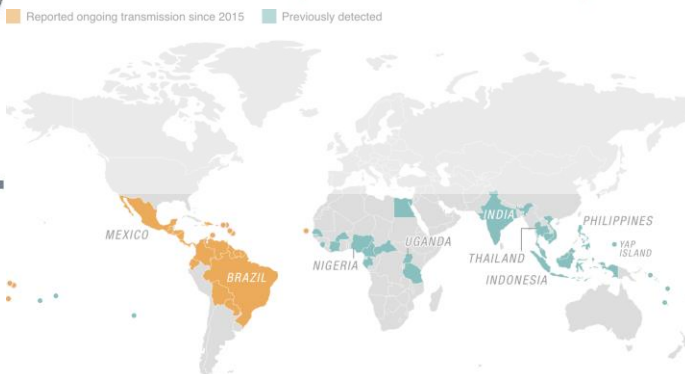 Reported ongoing transmission since 2015
Previously detected
MEXICO
BRAZIL
NIGERIA
UGANDA
INDIA
THAILAND
INDONESIA
PHILIPPINES
YAP
ISLAND